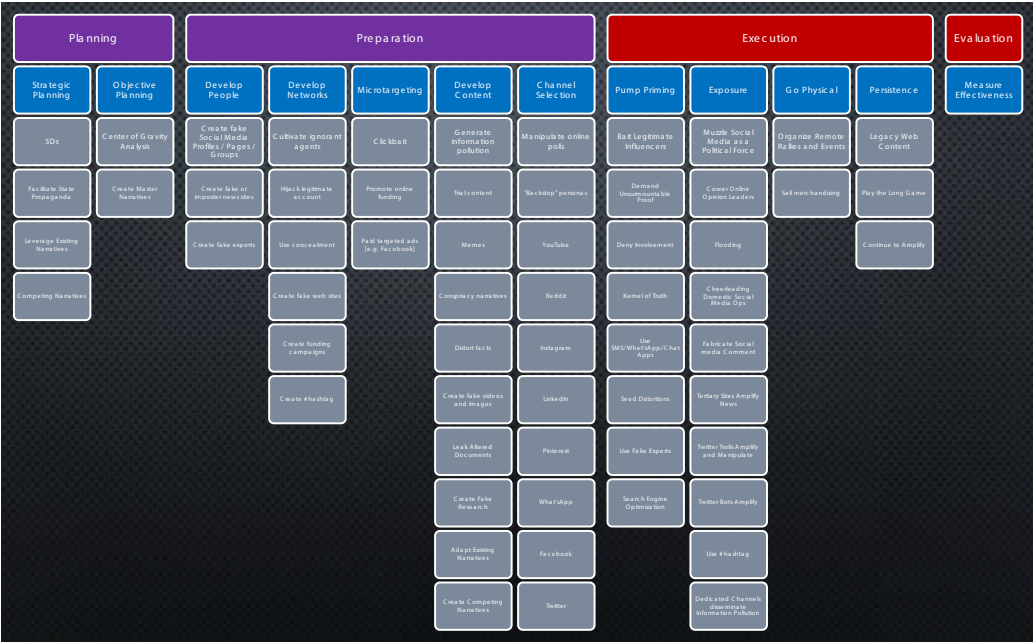 Planning
Preparation
Execution
Evaluation
Strategic
Planning
Objective
Planning
Develop
People
Develop
Networks
Microtargeting
Develop
Content
Channel
Selection
Pump Priming
Exposure
Go Physical
Persistence
Measure
Effectiveness
5Ds
Center of Gravity
Analysis
Create fake
Social Media
Profiles / Pages /
Groups
Cultivate ignorant
agents
Clickbait
Generate
information
pollution
Manipulate online
polls
Bait Legitimate
Influencers
Muzzle Social
Media as a
Political Force
Organize Remote
Rallies and Events
Legacy Web
Content
Facilitate State
Propaganda
Create Master
Narratives
Create fake or
imposter news sites
Hijack legitimate
account
Promote online
funding
Trial content
"Backstop" personas
Demand
Unsurmountable
Proof
Cower Online
Opinion Leaders
Sell merchandising
Play the Long Game
Leverage Existing
Narratives
Create fake experts
Use concealment
Paid targeted ads
(e.g. Facebook)
Memes
YouTube
Deny Involvement
Flooding
Continue to Amplify
Competing Narratives
Create fake web sites
Conspiracy narratives
Reddit
Kernel of Truth
Cheerleading
Domestic Social
Media Ops
Create funding
campaigns
Distort facts
Instagram
Use
SMS/What'sApp/Chat
Apps
Fabricate Social
media Comment
Create #hashtag
Create fake videos
and images
LinkedIn
Seed Distortions
Tertiary Sites Amplify
News
Leak Altered
Documents
Pinterest
Use Fake Experts
Twitter Trolls Amplify
and Manipulate
Create Fake
Research
What'sApp
Search Engine
Optimization
Twitter Bots Amplify
Adapt Existing
Narratives
Facebook
Use #hashtag
Create Competing
Narratives
Twitter
Dedicated Channels
disseminate
Information Pollution